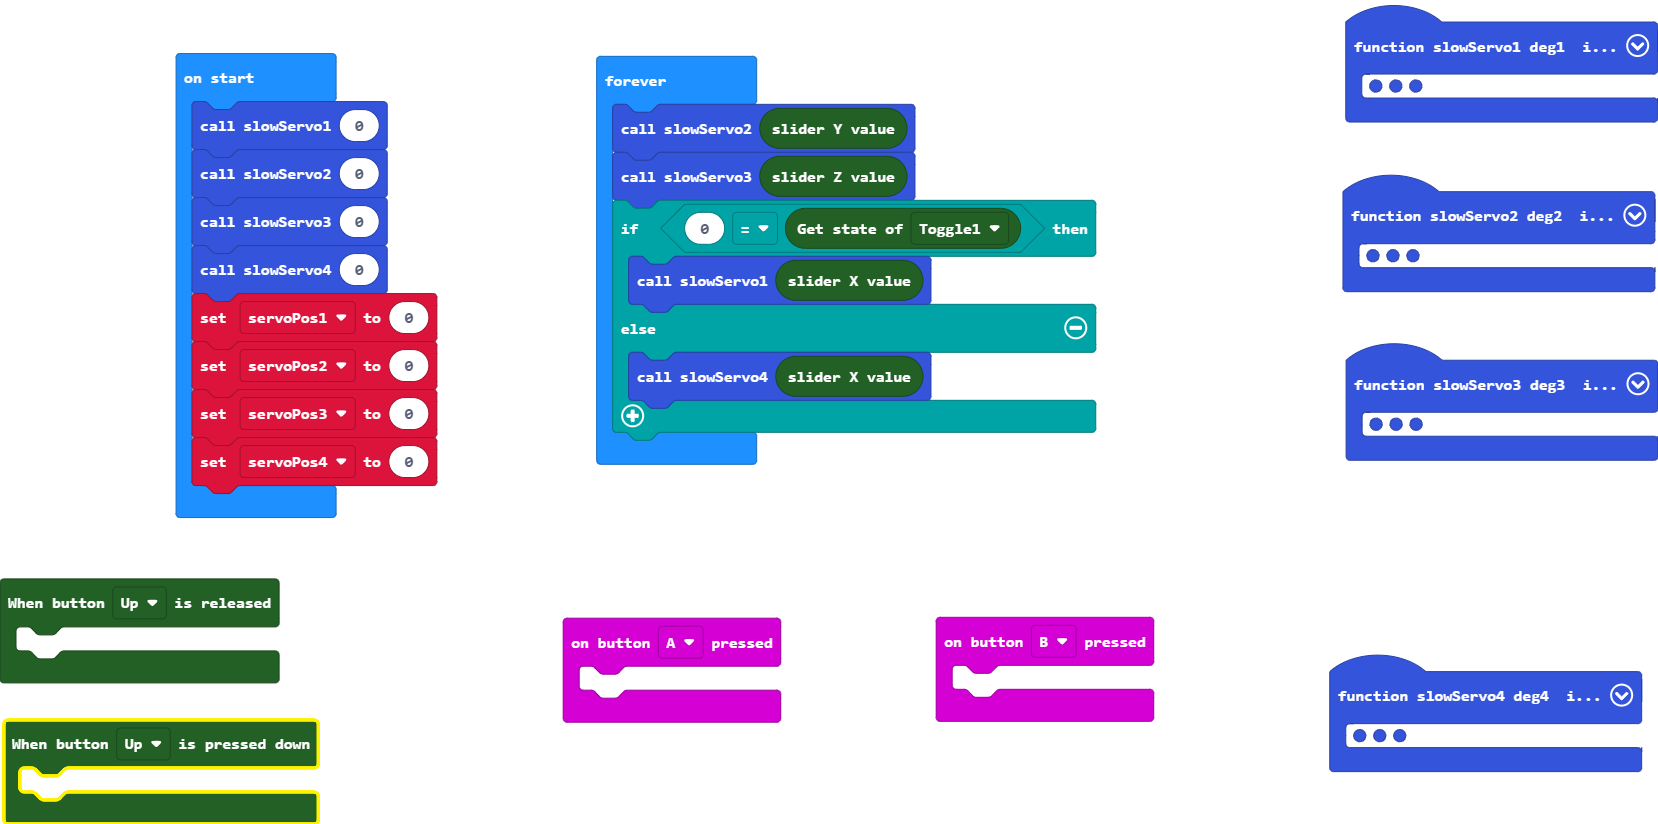 on start
call slowServo1 0
call slowServo2 0
call slowServo3 0
call slowServo4 0
set servoPos1 to 0
set servoPos2 to 0
set servoPos3 to 0
set servoPos4 to 0
forever
call slowServo2 slider Y value
call slowServo3 slider Z value
if 0 = Get state of Toggle1 then
call slowServo1 slider X value
else
call slowServo4 slider X value
function slowServo1 deg1 i...
function slowServo2 deg2 i...
function slowServo3 deg3 i...
function slowServo4 deg4 i...
When button Up is released
When button Up is pressed down
on button A pressed
on button B pressed